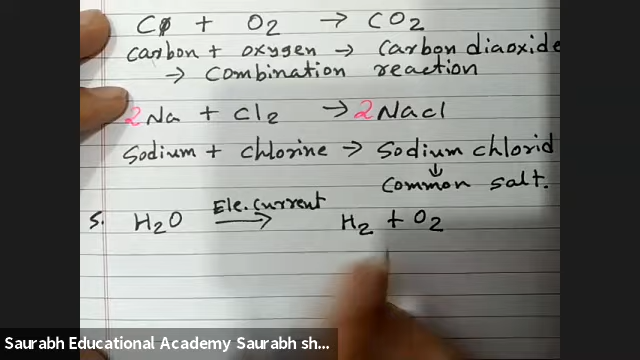 C + O2 → CO2
carbon + oxygen → Carbon diaoxide
→ combination reaction
2Na + Cl2 → 2Nacl
Sodium + chlorine → Sodium chlorid
↓
Common salt.
5. H2O Ele.current → H2 + O2
Saurabh Educational Academy Saurabh sh...